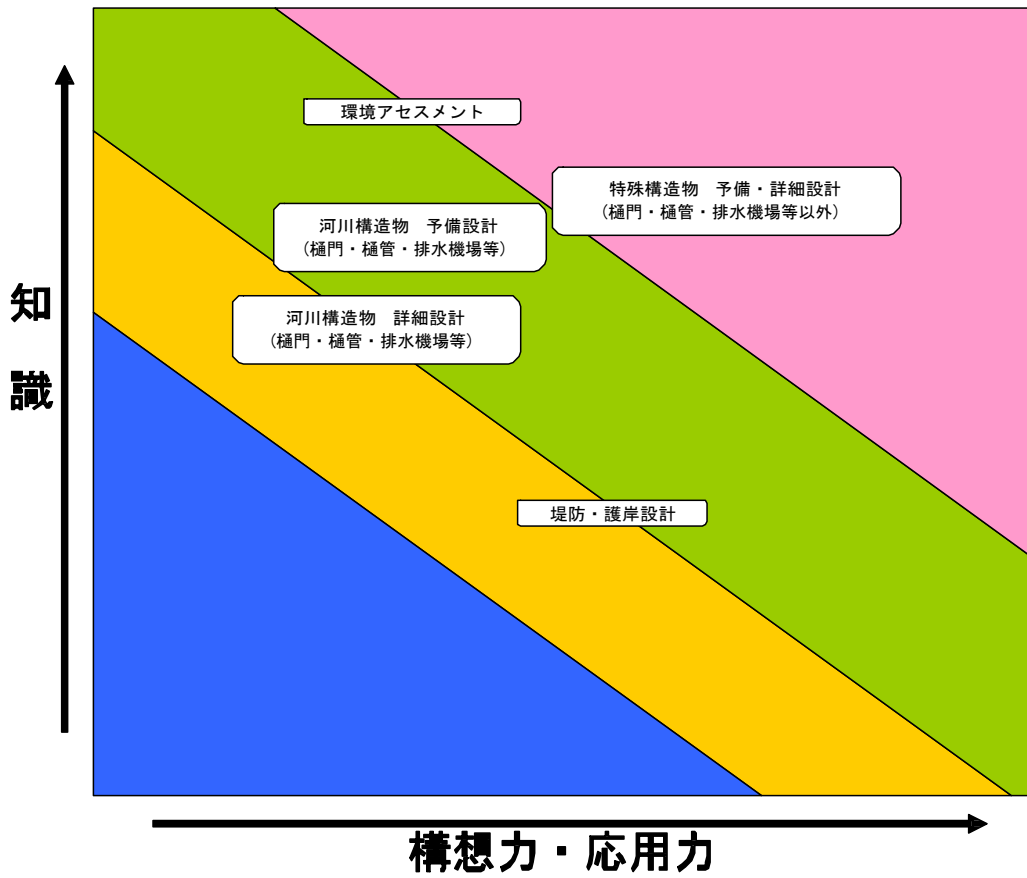 環境アセスメント
特殊構造物　予備・詳細設計
(樋門・樋管・排水機場等以外)
河川構造物　予備設計
(樋門・樋管・排水機場等)
河川構造物　詳細設計
(樋門・樋管・排水機場等)
堤防・護岸設計
知
識
構想力・応用力